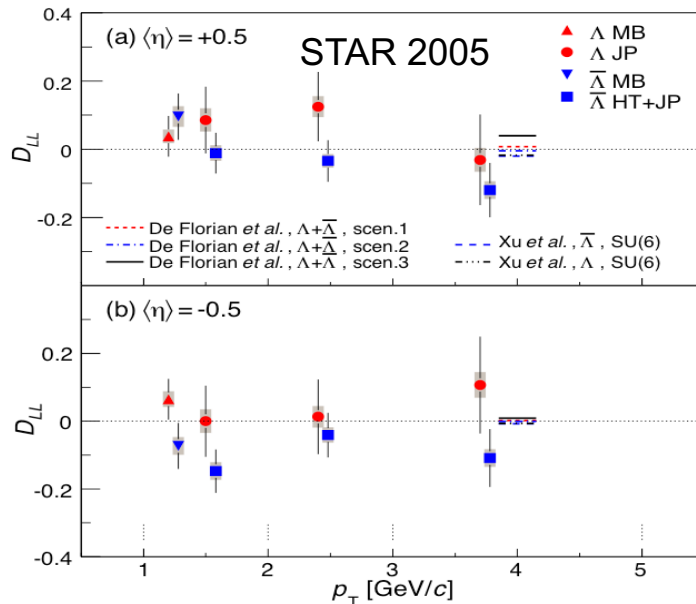 (a) ⟨η⟩ = +0.5
STAR 2005
Λ MB
Λ JP
Λ̅ MB
Λ̅ HT+JP
D_LL
0.2
0
-0.2
De Florian et al., Λ+Λ̅, scen.1
De Florian et al., Λ+Λ̅, scen.2
De Florian et al., Λ+Λ̅, scen.3
Xu et al., Λ̅, SU(6)
Xu et al., Λ, SU(6)
(b) ⟨η⟩ = -0.5
D_LL
0.2
0
-0.2
-0.4
1 2 3 4 5
p_T [GeV/c]